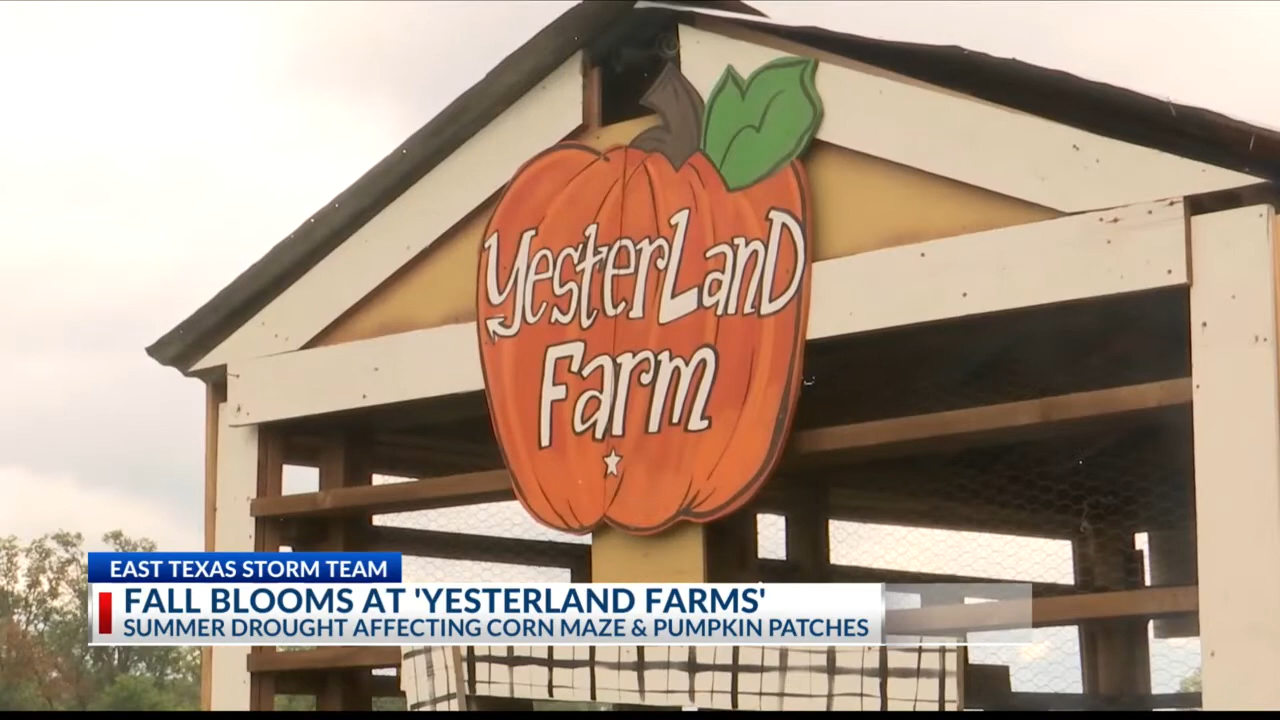 YesterLanD
Farm
EAST TEXAS STORM TEAM
FALL BLOOMS AT 'YESTERLAND FARMS'
SUMMER DROUGHT AFFECTING CORN MAZE & PUMPKIN PATCHES